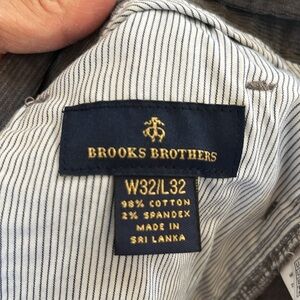 BROOKS BROTHERS
W32/L32
98% COTTON
2% SPANDEX
MADE IN
SRI LANKA